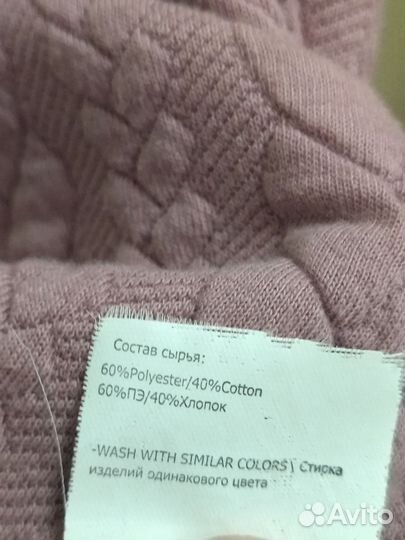 Состав сырья:
60%Polyester/40%Cotton
60%ПЭ/40%Хлопок
-WASH WITH SIMILAR COLORS\ Стирка
изделий одинакового цвета
Avito